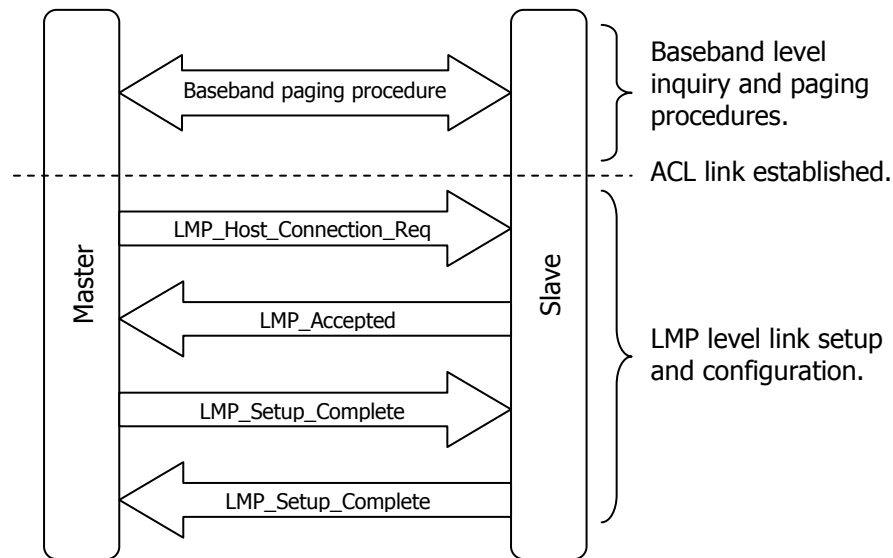 Baseband level
inquiry and paging
procedures.
Baseband paging procedure
ACL link established.
Master
Slave
LMP_Host_Connection_Req
LMP_Accepted
LMP level link setup
and configuration.
LMP_Setup_Complete
LMP_Setup_Complete